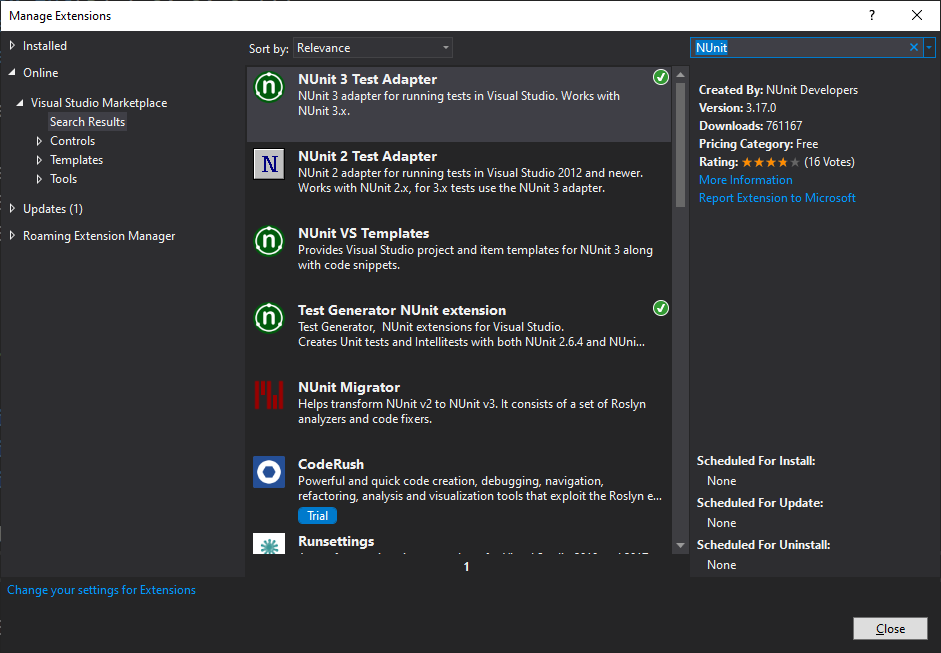 Manage Extensions
?
Installed
Online
Visual Studio Marketplace
Search Results
Controls
Templates
Tools
Updates (1)
Roaming Extension Manager
Sort by: Relevance
NUnit 3 Test Adapter
NUnit 3 adapter for running tests in Visual Studio. Works with
NUnit 3.x.
N
NUnit 2 Test Adapter
NUnit 2 adapter for running tests in Visual Studio 2012 and newer.
Works with NUnit 2.x, for 3.x tests use the NUnit 3 adapter.
NUnit VS Templates
Provides Visual Studio project and item templates for NUnit 3 along
with code snippets.
Test Generator NUnit extension
Test Generator,  NUnit extensions for Visual Studio.
Creates Unit tests and Intellitests with both NUnit 2.6.4 and NUni...
NUnit Migrator
Helps transform NUnit v2 to NUnit v3. It consists of a set of Roslyn
analyzers and code fixers.
CodeRush
Powerful and quick code creation, debugging, navigation,
refactoring, analysis and visualization tools that exploit the Roslyn e...
Trial
Runsettings
1
NUnit
Created By: NUnit Developers
Version: 3.17.0
Downloads: 761167
Pricing Category: Free
Rating: (16 Votes)
More Information
Report Extension to Microsoft
Scheduled For Install:
None
Scheduled For Update:
None
Scheduled For Uninstall:
None
Change your settings for Extensions
Close